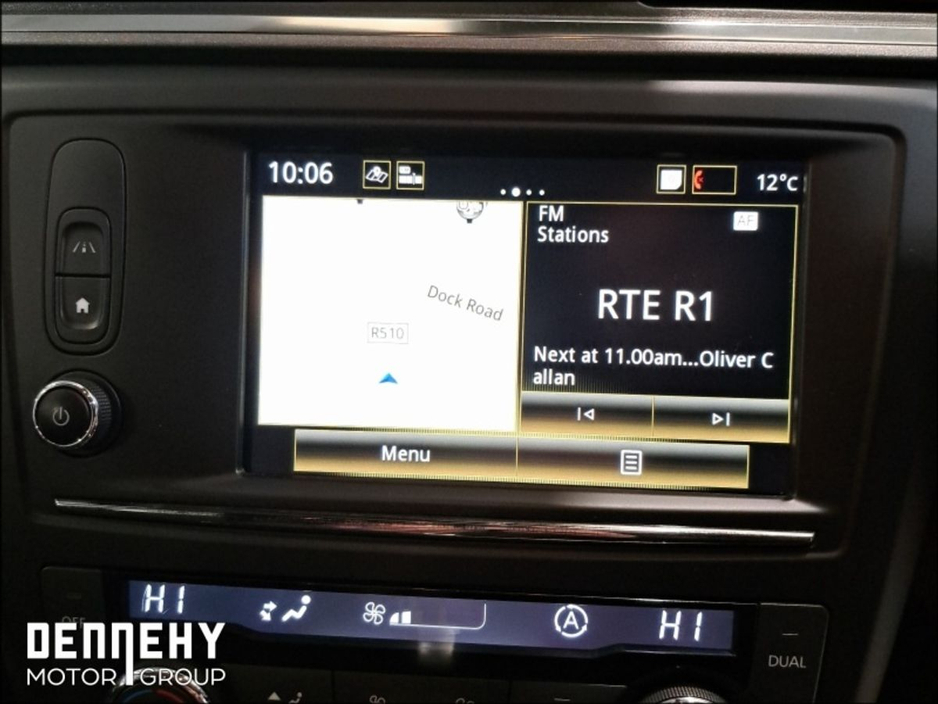 10:06
12°C
FM
Stations
AF
RTE R1
Next at 11.00am...Oliver C
allan
Dock Road
R510
Menu
HI
A
HI
OFF
DUAL
DENNEHY
MOTOR GROUP